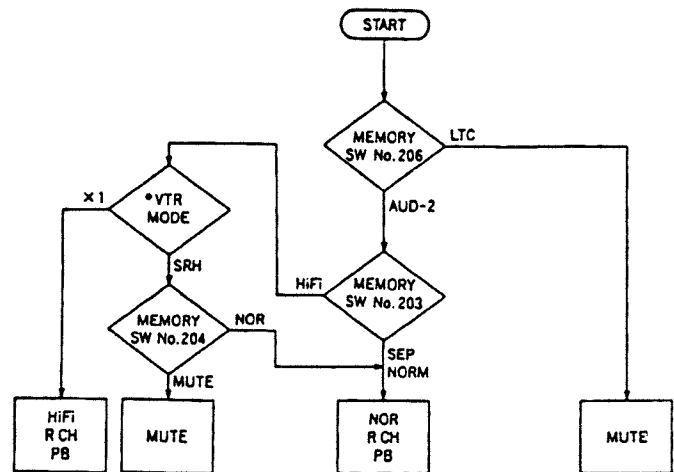 START
MEMORY
SW No.206
LTC
AUD-2
×1
*VTR
MODE
SRH
HiFi
MEMORY
SW No.203
MEMORY
SW No.204
NOR
SEP
NORM
MUTE
HiFi
R CH
PB
MUTE
NOR
R CH
PB
MUTE